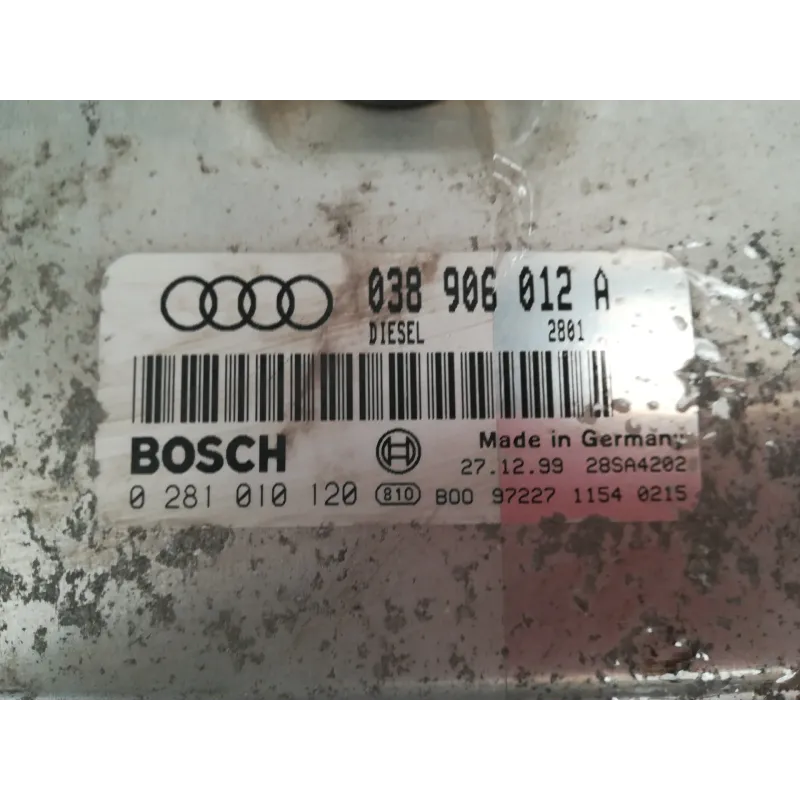 038 906 012 A
DIESEL 2801
BOSCH Made in Germany
27.12.99 28SA4202
0 281 010 120 810 B00 97227 1154 0215